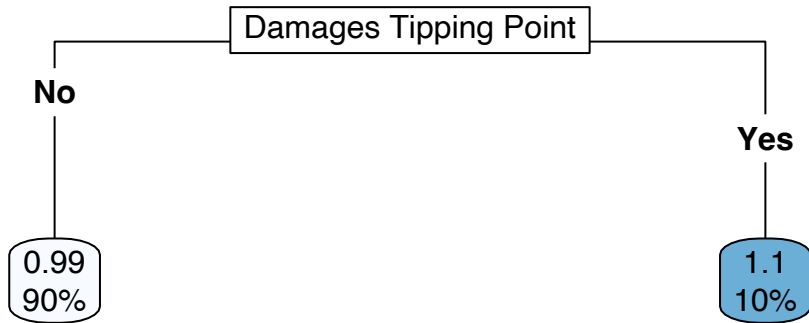 Damages Tipping Point
No
Yes
0.99
90%
1.1
10%